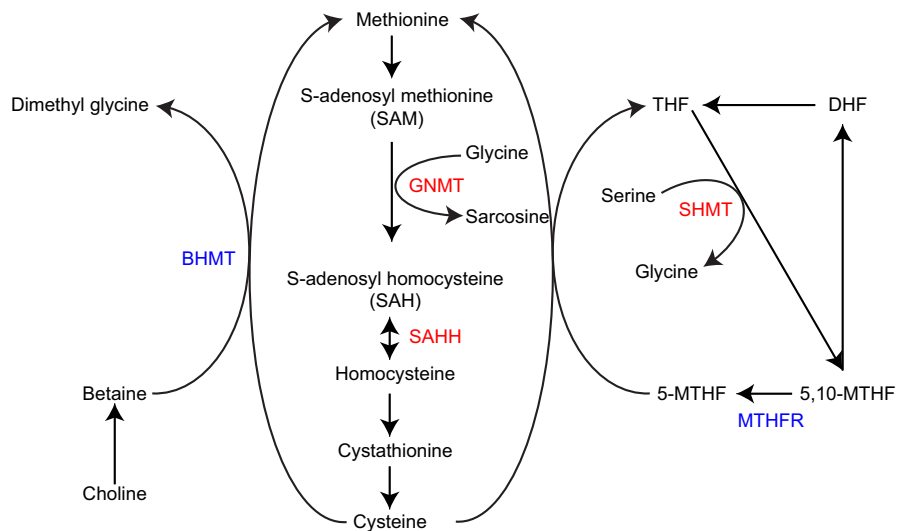 Methionine
Dimethyl glycine
S-adenosyl methionine
(SAM)
THF
DHF
Glycine
GNMT
Sarcosine
Serine
SHMT
BHMT
Glycine
S-adenosyl homocysteine
(SAH)
SAHH
Homocysteine
Betaine
5-MTHF
5,10-MTHF
MTHFR
Cystathionine
Choline
Cysteine